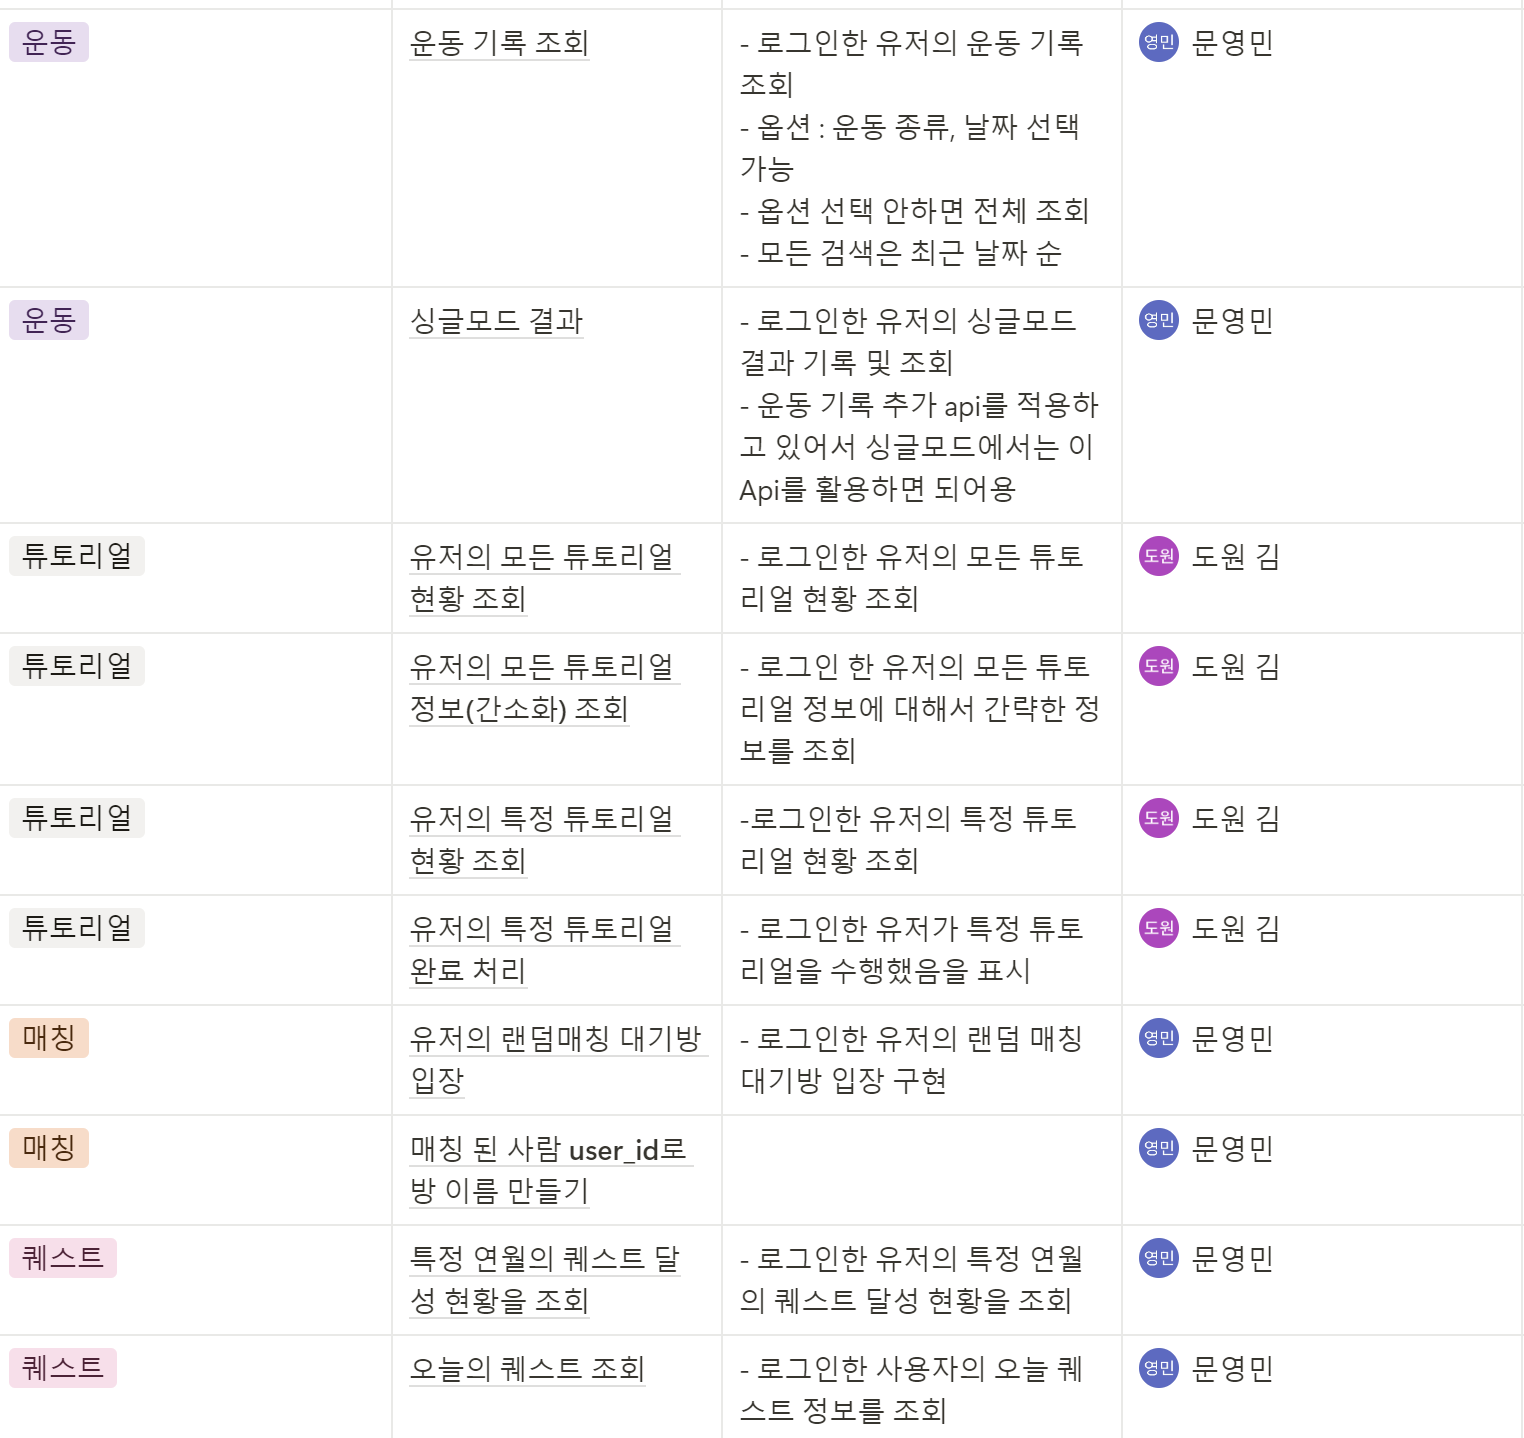 운동
운동 기록 조회
- 로그인한 유저의 운동 기록
조회
- 옵션 : 운동 종류, 날짜 선택
가능
- 옵션 선택 안하면 전체 조회
- 모든 검색은 최근 날짜 순
영민 문영민
운동
싱글모드 결과
- 로그인한 유저의 싱글모드
결과 기록 및 조회
- 운동 기록 추가 api를 적용하
고 있어서 싱글모드에서는 이
Api를 활용하면 되어용
영민 문영민
튜토리얼
유저의 모든 튜토리얼
현황 조회
- 로그인한 유저의 모든 튜토
리얼 현황 조회
도원 도원 김
튜토리얼
유저의 모든 튜토리얼
정보(간소화) 조회
- 로그인 한 유저의 모든 튜토
리얼 정보에 대해서 간략한 정
보를 조회
도원 도원 김
튜토리얼
유저의 특정 튜토리얼
현황 조회
-로그인한 유저의 특정 튜토
리얼 현황 조회
도원 도원 김
튜토리얼
유저의 특정 튜토리얼
완료 처리
- 로그인한 유저가 특정 튜토
리얼을 수행했음을 표시
도원 도원 김
매칭
유저의 랜덤매칭 대기방
입장
- 로그인한 유저의 랜덤 매칭
대기방 입장 구현
영민 문영민
매칭
매칭 된 사람 user_id로
방 이름 만들기
영민 문영민
퀘스트
특정 연월의 퀘스트 달
성 현황을 조회
- 로그인한 유저의 특정 연월
의 퀘스트 달성 현황을 조회
영민 문영민
퀘스트
오늘의 퀘스트 조회
- 로그인한 사용자의 오늘 퀘
스트 정보를 조회
영민 문영민